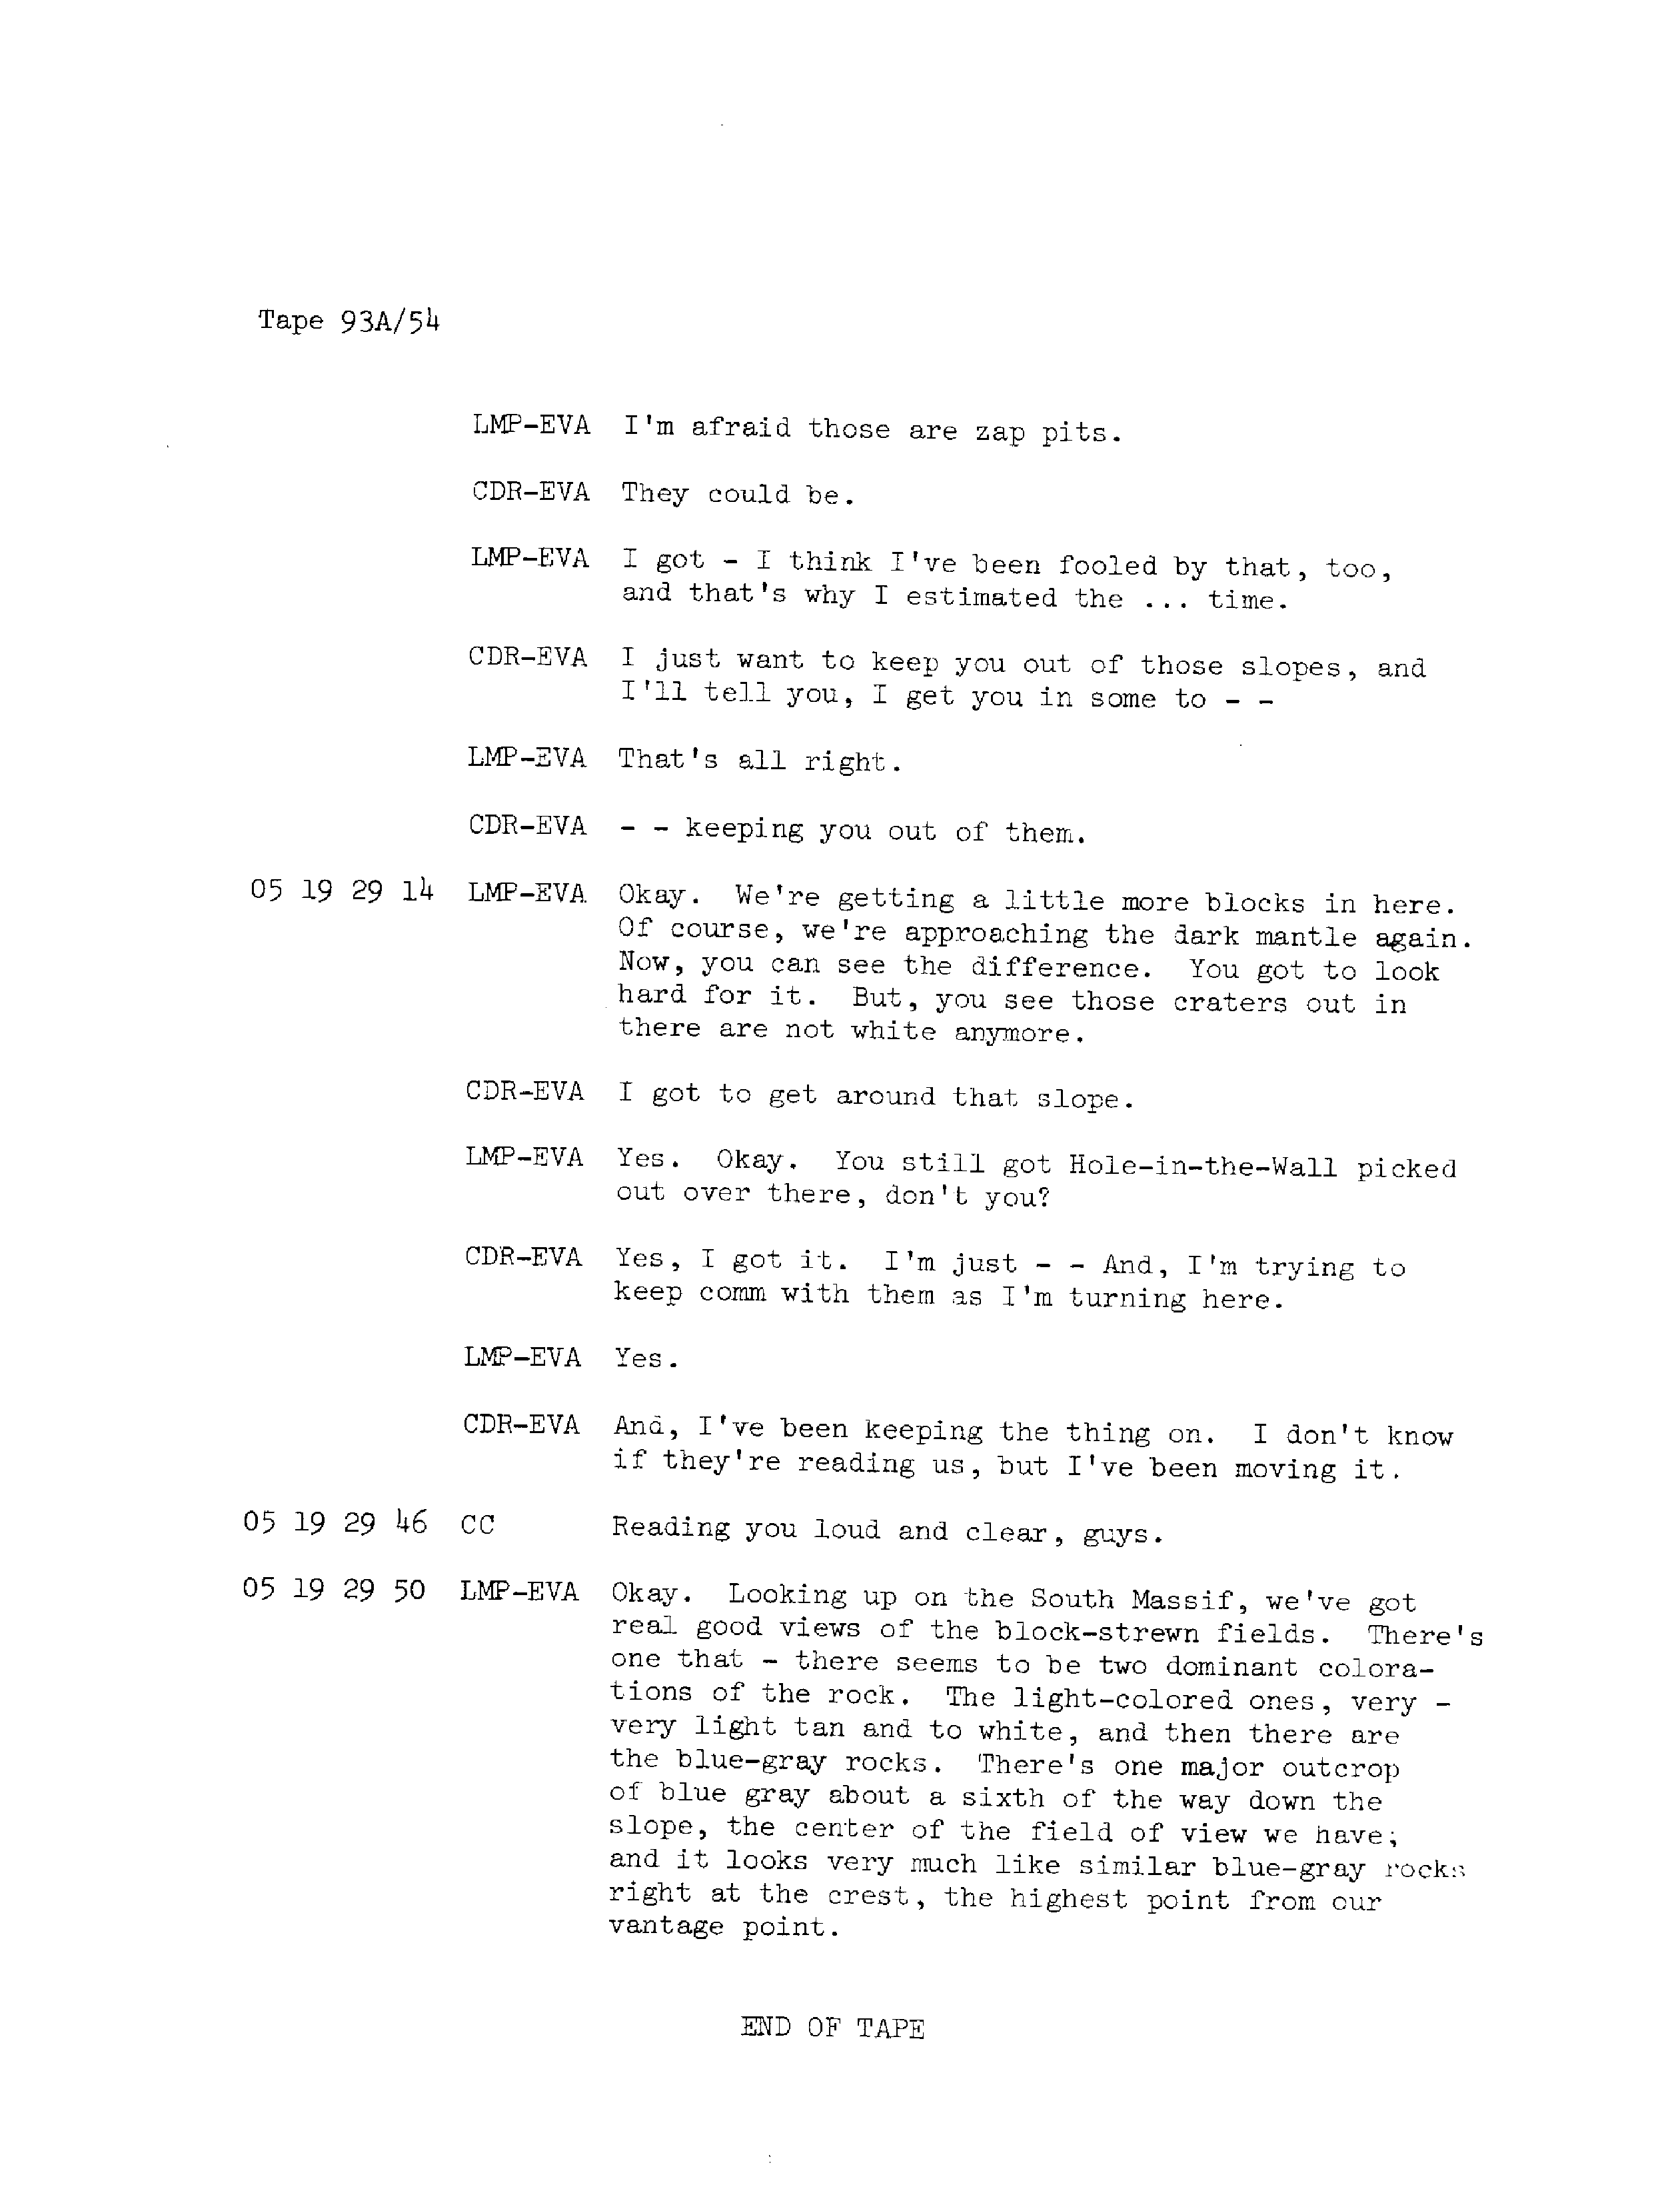 Tape 93A/54
LMP-EVA I'm afraid those are zap pits.
CDR-EVA They could be.
LMP-EVA I got - I think I've been fooled by that, too,
and that's why I estimated the ... time.
CDR-EVA I just want to keep you out of those slopes, and
I'll tell you, I get you in some to - -
LMP-EVA That's all right.
CDR-EVA - - keeping you out of them.
05 19 29 14 LMP-EVA Okay. We're getting a little more blocks in here.
Of course, we're approaching the dark mantle again.
Now, you can see the difference. You got to look
hard for it. But, you see those craters out in
there are not white anymore.
CDR-EVA I got to get around that slope.
LMP-EVA Yes. Okay. You still got Hole-in-the-Wall picked
out over there, don't you?
CDR-EVA Yes, I got it. I'm just - - And, I'm trying to
keep comm with them as I'm turning here.
LMP-EVA Yes.
CDR-EVA And, I've been keeping the thing on. I don't know
if they're reading us, but I've been moving it.
05 19 29 46 CC Reading you loud and clear, guys.
05 19 29 50 LMP-EVA Okay. Looking up on the South Massif, we've got
real good views of the block-strewn fields. There's
one that - there seems to be two dominant colora-
tions of the rock. The light-colored ones, very -
very light tan and to white, and then there are
the blue-gray rocks. There's one major outcrop
of blue gray about a sixth of the way down the
slope, the center of the field of view we have;
and it looks very much like similar blue-gray rocks
right at the crest, the highest point from our
vantage point.
END OF TAPE